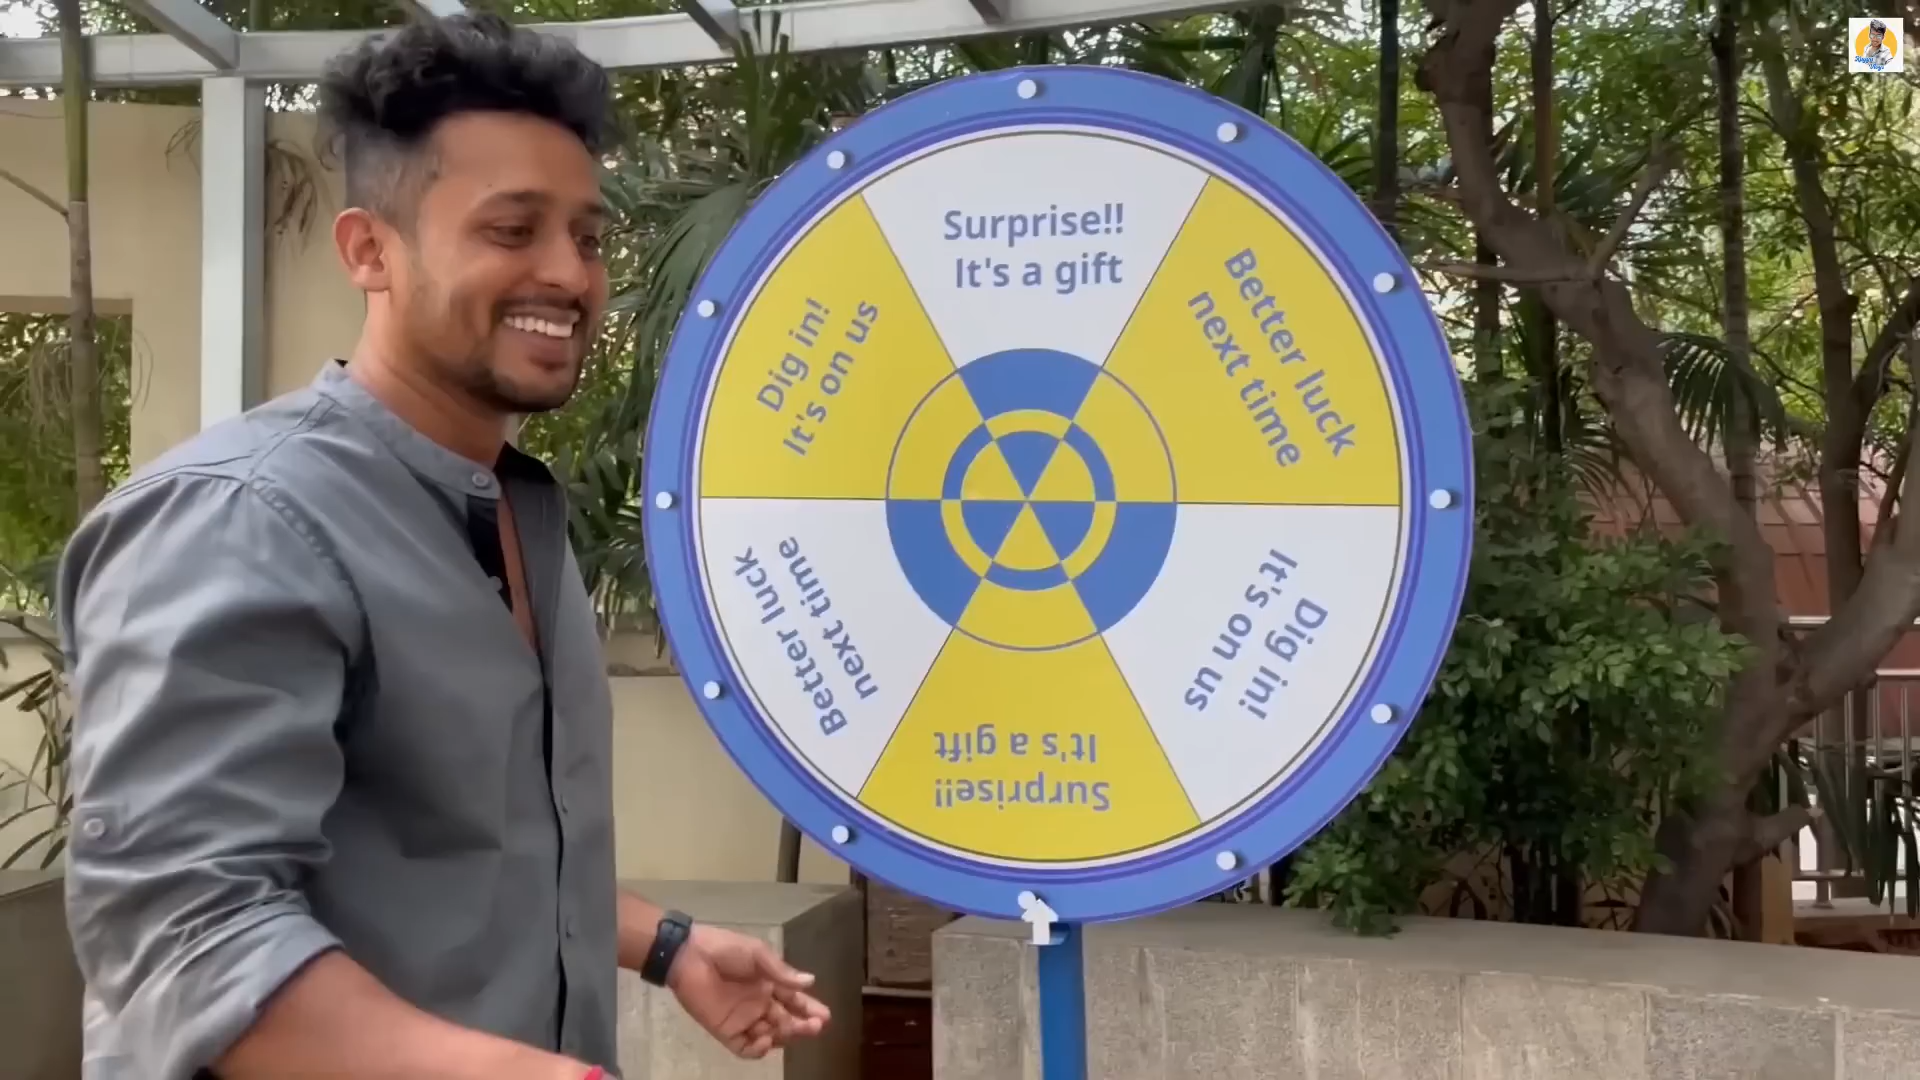 Surprise!!
It's a gift
Better luck
next time
Dig in!
It's on us
Surprise!!
It's a gift
Better luck
next time
Dig in!
It's on us